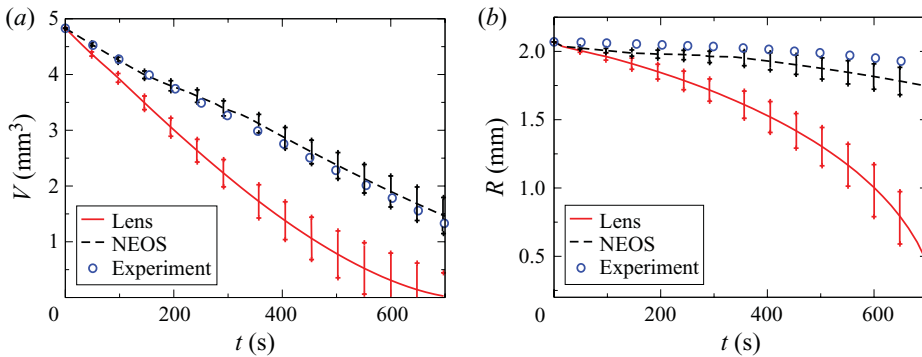 (a)
5
4
3
2
1
0
200
400
600
V (mm³)
t (s)
Lens
NEOS
Experiment
(b)
2.0
1.5
1.0
0.5
0
200
400
600
R (mm)
t (s)
Lens
NEOS
Experiment